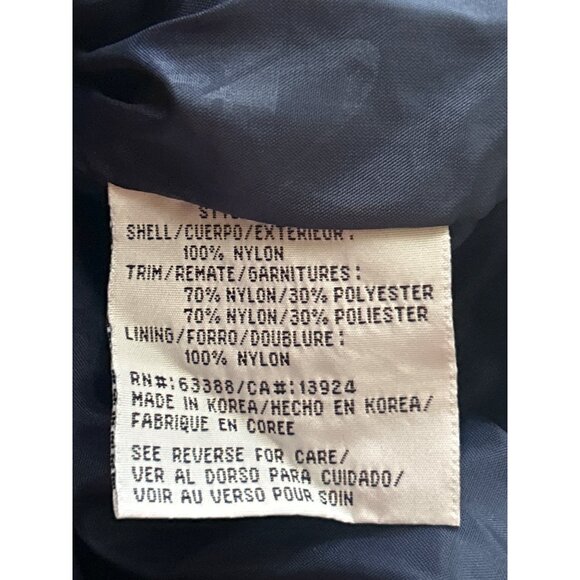 SHELL/CUERPO/EXTERIEUR:
100% NYLON
TRIM/REMATE/GARNITURES:
70% NYLON/30% POLYESTER
70% NYLON/30% POLIESTER
LINING/FORRO/DOUBLURE:
100% NYLON
RN#:63388/CA#:13924
MADE IN KOREA/HECHO EN KOREA/
FABRIQUE EN COREE
SEE REVERSE FOR CARE/
VER AL DORSO PARA CUIDADO/
VOIR AU VERSO POUR SOIN